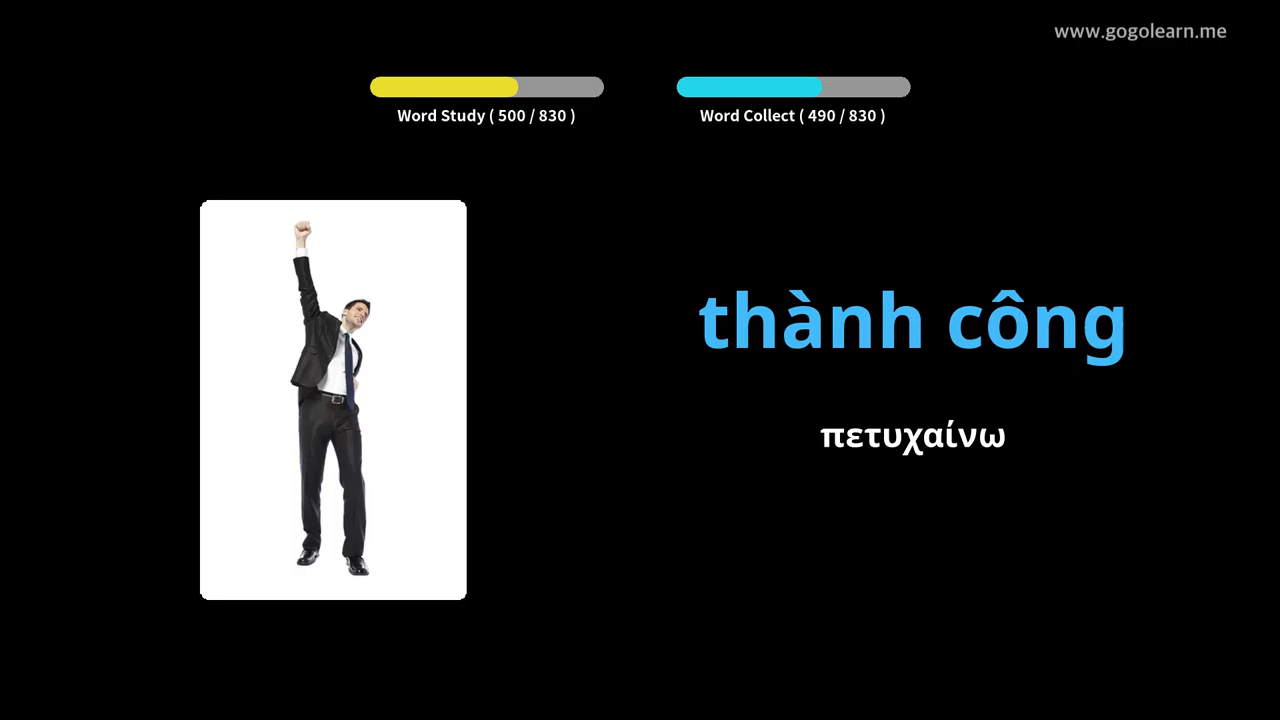 www.gogolearn.me
Word Study ( 500 / 830 )
Word Collect ( 490 / 830 )
thành công
πετυχαίνω